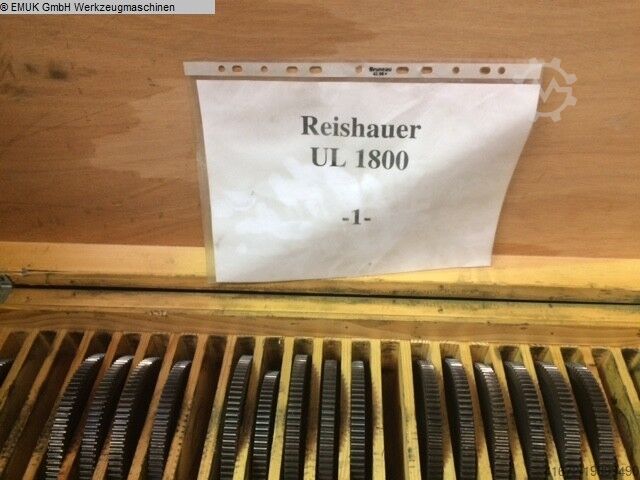 © EMUK GmbH Werkzeugmaschinen
Reishauer
UL 1800
-1-